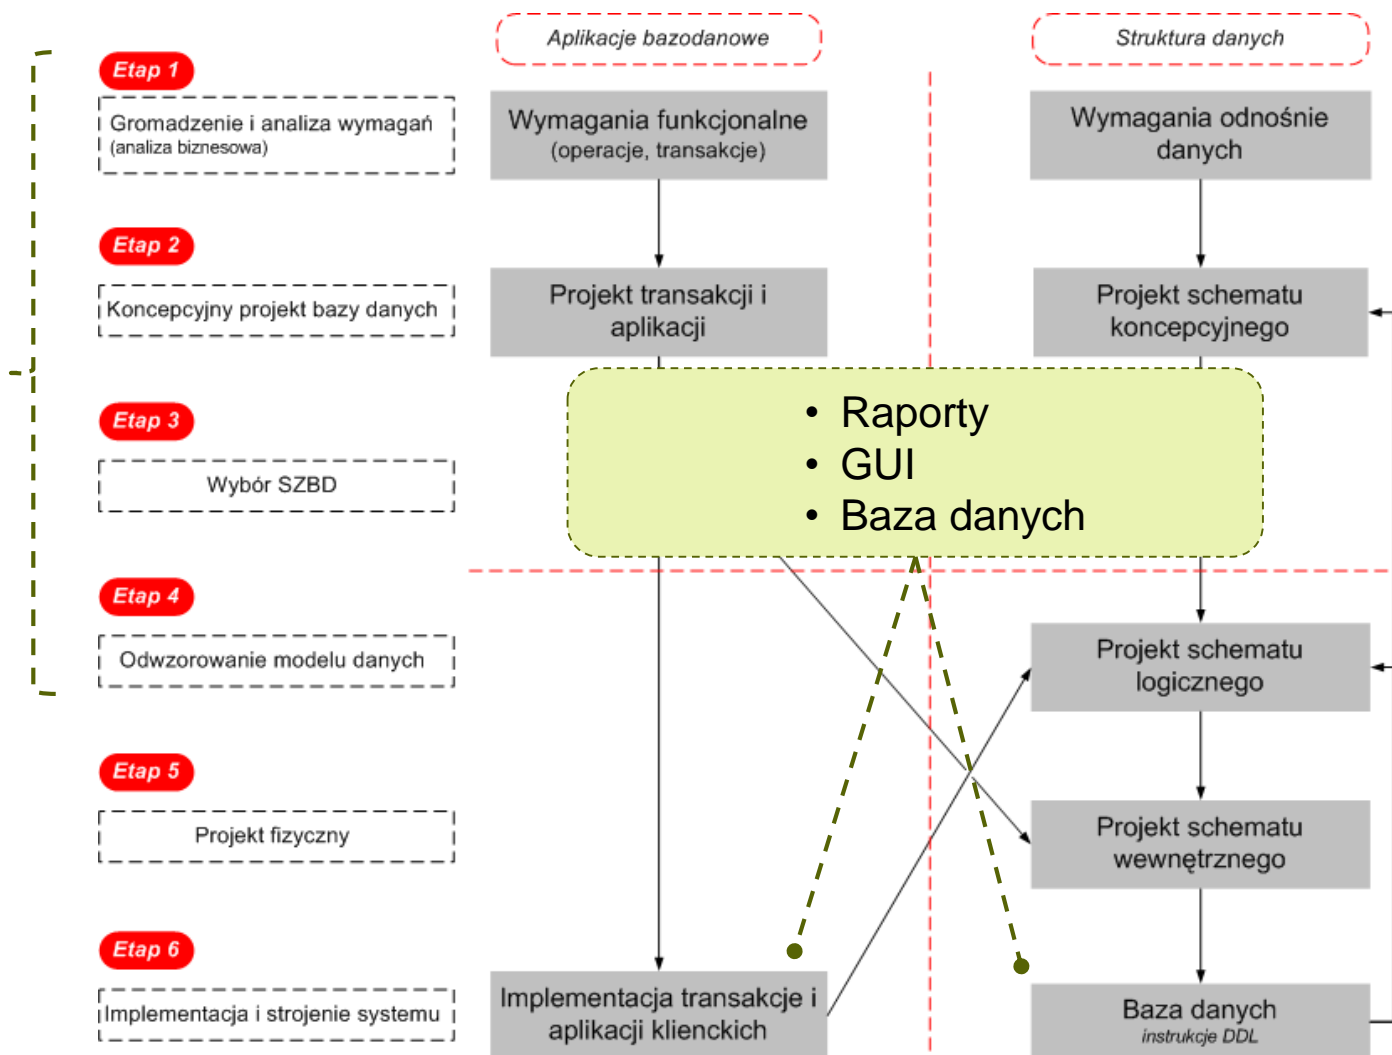 Aplikacje bazodanowe
Struktura danych
Etap 1
Gromadzenie i analiza wymagań
(analiza biznesowa)
Wymagania funkcjonalne
(operacje, transakcje)
Wymagania odnośnie
danych
Etap 2
Koncepcyjny projekt bazy danych
Projekt transakcji i
aplikacji
Projekt schematu
koncepcyjnego
Etap 3
Wybór SZBD
• Raporty
• GUI
• Baza danych
Etap 4
Odwzorowanie modelu danych
Projekt schematu
logicznego
Etap 5
Projekt fizyczny
Projekt schematu
wewnętrznego
Etap 6
Implementacja i strojenie systemu
Implementacja transakcje i
aplikacji klienckich
Baza danych
instrukcje DDL